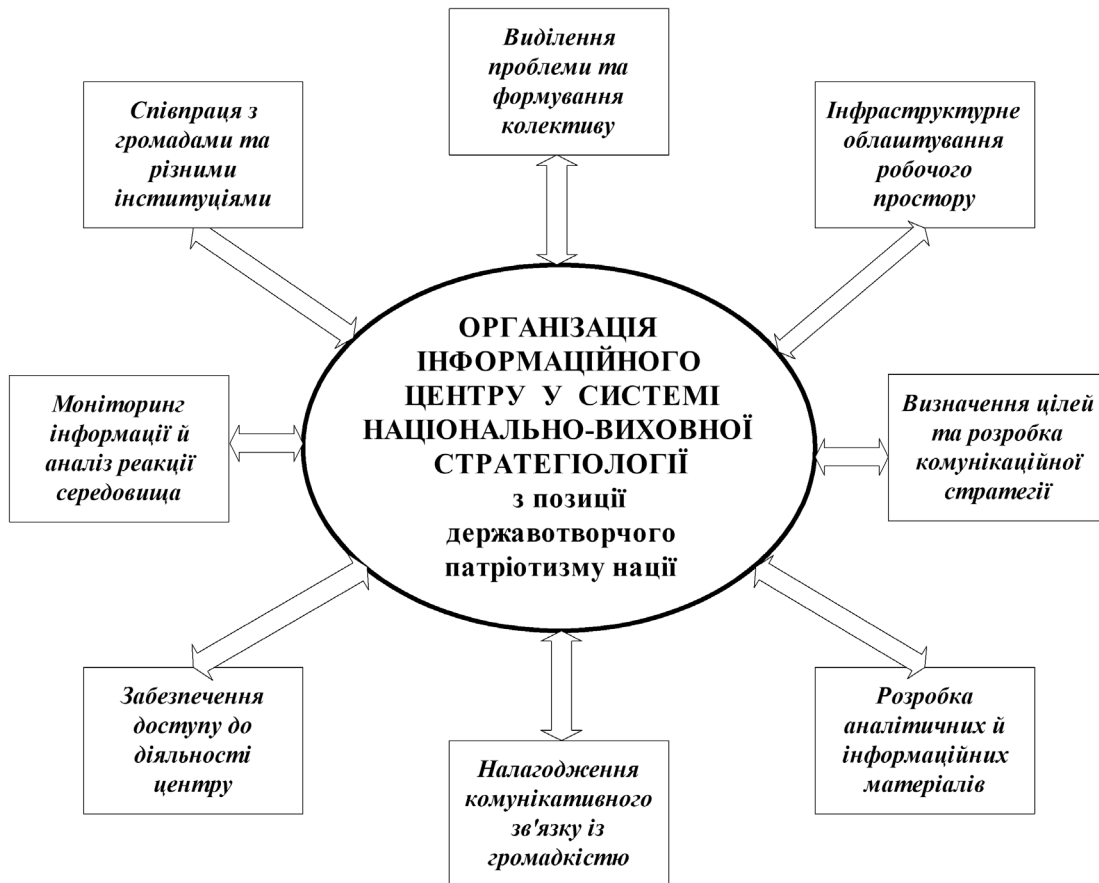 Виділення
проблеми та
формування
колективу
Співпраця з
громадами та
різними
інституціями
Інфраструктурне
облаштування
робочого
простору
ОРГАНІЗАЦІЯ
ІНФОРМАЦІЙНОГО
ЦЕНТРУ У СИСТЕМІ
НАЦІОНАЛЬНО-ВИХОВНОЇ
СТРАТЕГІОЛОГІЇ
з позиції
державотворчого
патріотизму нації
Моніторинг
інформації й
аналіз реакції
середовища
Визначення цілей
та розробка
комунікаційної
стратегії
Забезпечення
доступу до
діяльності
центру
Налагодження
комунікативного
зв'язку із
громадкістю
Розробка
аналітичних й
інформаційних
матеріалів